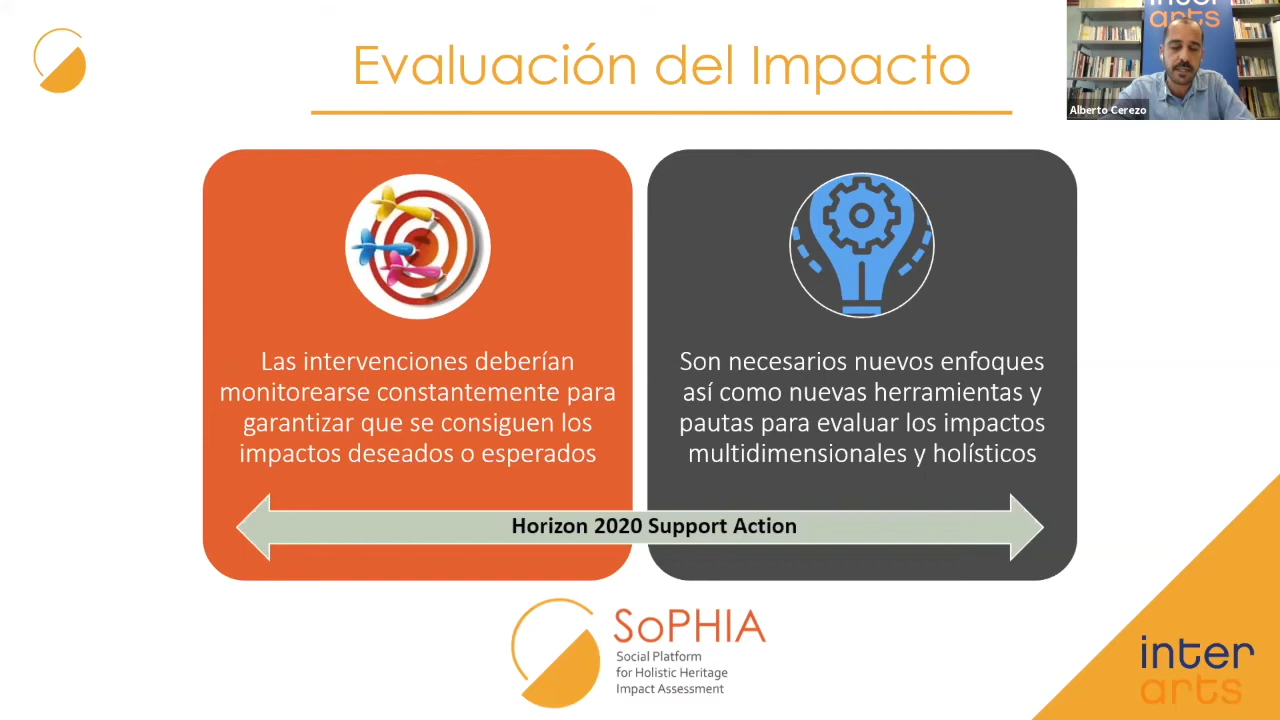 Evaluación del Impacto
inter
arts
Alberto Cerezo
Las intervenciones deberían
monitorearse constantemente para
garantizar que se consiguen los
impactos deseados o esperados
Son necesarios nuevos enfoques
así como nuevas herramientas y
pautas para evaluar los impactos
multidimensionales y holísticos
Horizon 2020 Support Action
SoPHIA
Social Platform
for Holistic Heritage
Impact Assessment
inter
arts